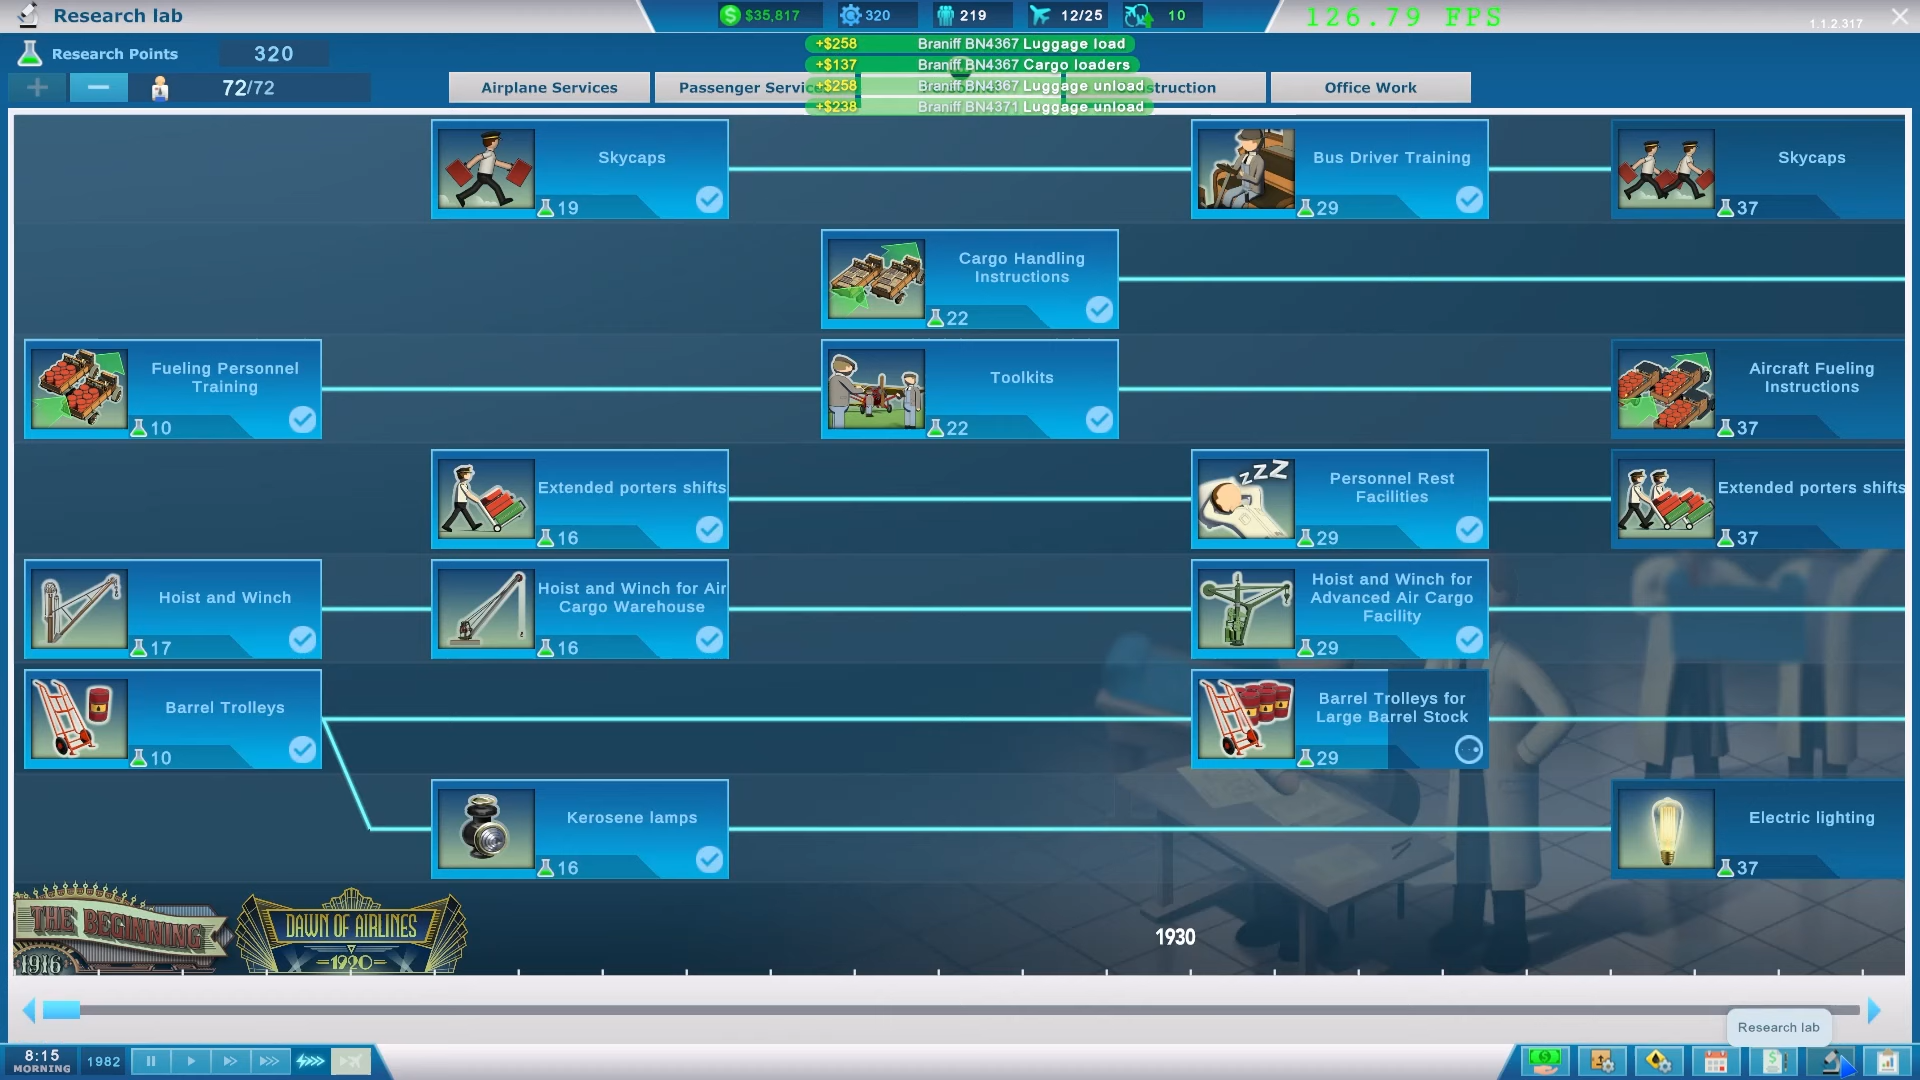 Research lab
$35,817
320
219
12/25
10
126.79 FPS
1.1.2.317
Research Points
320
72/72
+$258 Braniff BN4367 Luggage load
+$137 Braniff BN4367 Cargo loaders
+$258 Braniff BN4367 Luggage unload
+$238 Braniff BN4371 Luggage unload
Airplane Services
Passenger Servic
struction
Office Work
Skycaps
19
Bus Driver Training
29
Skycaps
37
Cargo Handling
Instructions
22
Fueling Personnel
Training
10
Toolkits
22
Aircraft Fueling
Instructions
37
Extended porters shifts
16
zZZ
Personnel Rest
Facilities
29
Extended porters shifts
37
Hoist and Winch
17
Hoist and Winch for Air
Cargo Warehouse
16
Hoist and Winch for
Advanced Air Cargo
Facility
29
Barrel Trolleys
10
Barrel Trolleys for
Large Barrel Stock
29
Kerosene lamps
16
Electric lighting
37
THE BEGINNING
1916
DAWN OF AIRLINES
1920
1930
Research lab
8:15
MORNING
1982